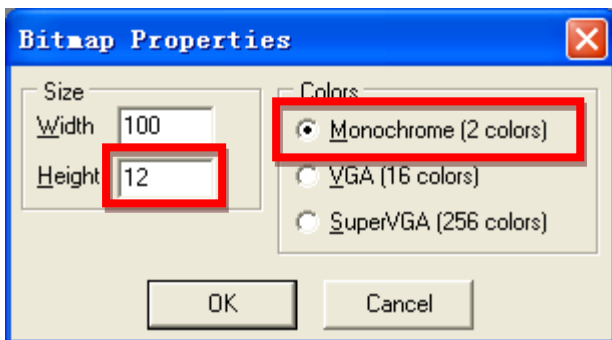 Bitmap Properties
Size
Width 100
Height 12
Colors
Monochrome (2 colors)
VGA (16 colors)
SuperVGA (256 colors)
OK
Cancel